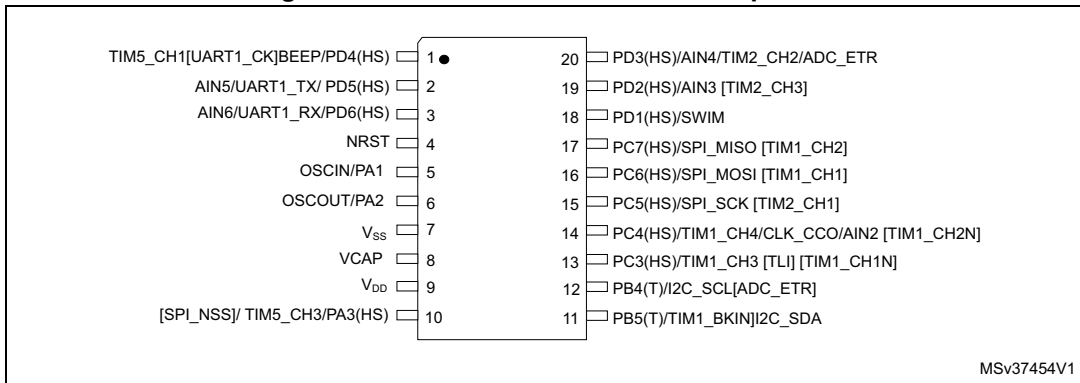 TIM5_CH1[UART1_CK]BEEP/PD4(HS) 1 20 PD3(HS)/AIN4/TIM2_CH2/ADC_ETR
AIN5/UART1_TX/ PD5(HS) 2 19 PD2(HS)/AIN3 [TIM2_CH3]
AIN6/UART1_RX/PD6(HS) 3 18 PD1(HS)/SWIM
NRST 4 17 PC7(HS)/SPI_MISO [TIM1_CH2]
OSCIN/PA1 5 16 PC6(HS)/SPI_MOSI [TIM1_CH1]
OSCOUT/PA2 6 15 PC5(HS)/SPI_SCK [TIM2_CH1]
VSS 7 14 PC4(HS)/TIM1_CH4/CLK_CCO/AIN2 [TIM1_CH2N]
VCAP 8 13 PC3(HS)/TIM1_CH3 [TLI] [TIM1_CH1N]
VDD 9 12 PB4(T)/I2C_SCL[ADC_ETR]
[SPI_NSS]/ TIM5_CH3/PA3(HS) 10 11 PB5(T)/TIM1_BKIN]I2C_SDA
MSv37454V1